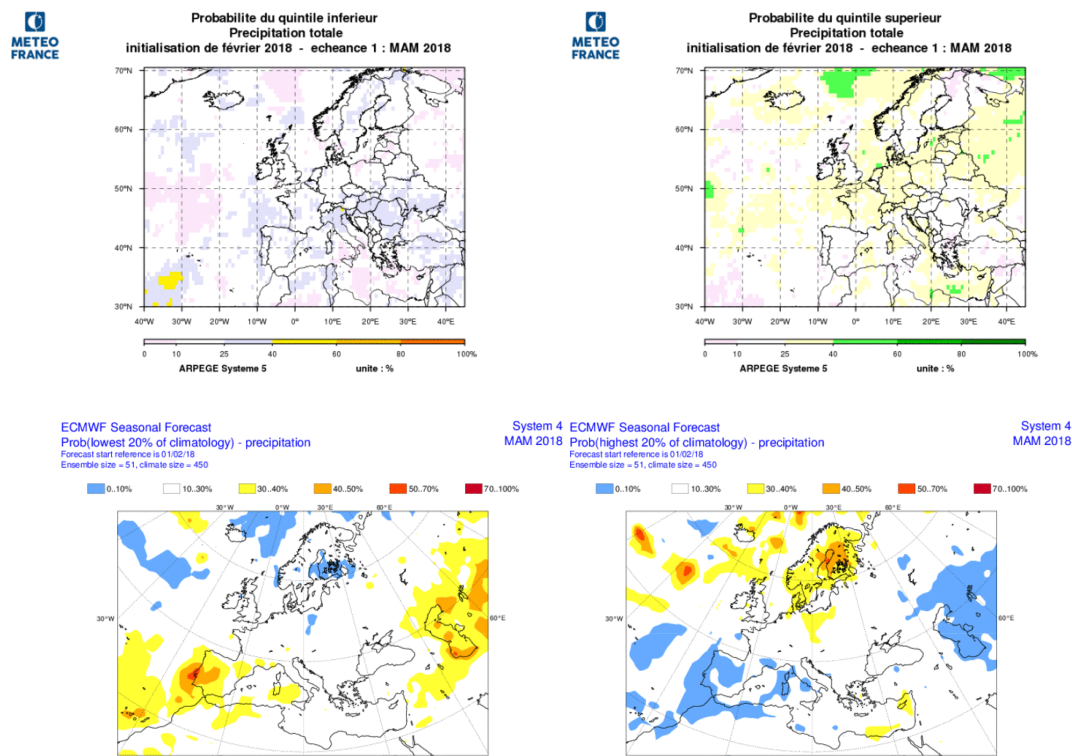 METEO
FRANCE
Probabilite du quintile inferieur
Precipitation totale
initialisation de février 2018 - echeance 1 : MAM 2018
70°N
60°N
50°N
40°N
30°N
40°W 30°W 20°W 10°W 0° 10°E 20°E 30°E 40°E
0 10 25 40 60 80 100%
ARPEGE Systeme 5 unite : %
METEO
FRANCE
Probabilite du quintile superieur
Precipitation totale
initialisation de février 2018 - echeance 1 : MAM 2018
70°N
60°N
50°N
40°N
30°N
40°W 30°W 20°W 10°W 0° 10°E 20°E 30°E 40°E
0 10 25 40 60 80 100%
ARPEGE Systeme 5 unite : %
ECMWF Seasonal Forecast System 4
Prob(lowest 20% of climatology) - precipitation MAM 2018
Forecast start reference is 01/02/18
Ensemble size = 51, climate size = 450
0..10% 10..30% 30..40% 40..50% 50..70% 70..100%
30°W 0°W 30°E 60°E
30°W 60°E
ECMWF Seasonal Forecast System 4
Prob(highest 20% of climatology) - precipitation MAM 2018
Forecast start reference is 01/02/18
Ensemble size = 51, climate size = 450
0..10% 10..30% 30..40% 40..50% 50..70% 70..100%
30°W 0°W 30°E 60°E
30°W 60°E